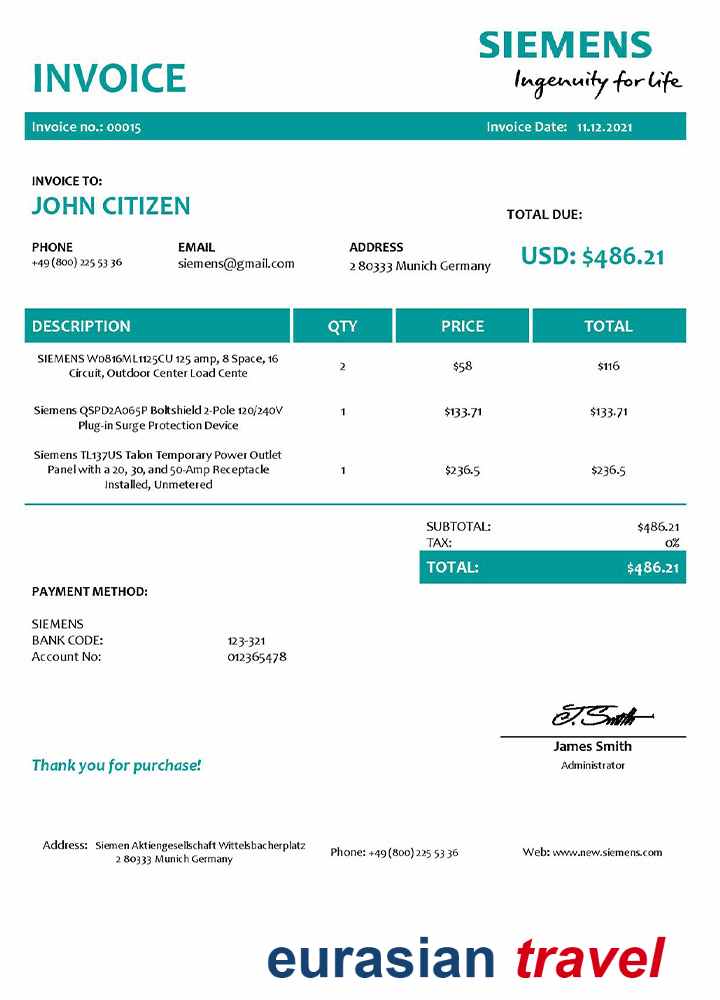 SIEMENS
Ingenuity for life
INVOICE
Invoice no.: 00015 Invoice Date: 11.12.2021
INVOICE TO:
JOHN CITIZEN
TOTAL DUE:
PHONE EMAIL ADDRESS
+49 (800) 225 53 36 siemens@gmail.com 2 80333 Munich Germany
USD: $486.21
DESCRIPTION QTY PRICE TOTAL
SIEMENS W0816ML1125CU 125 amp, 8 Space, 16
Circuit, Outdoor Center Load Cente
2 $58 $116
Siemens QSPD2A065P Boltshield 2-Pole 120/240V
Plug-in Surge Protection Device
1 $133.71 $133.71
Siemens TL137US Talon Temporary Power Outlet
Panel with a 20, 30, and 50-Amp Receptacle
Installed, Unmetered
1 $236.5 $236.5
SUBTOTAL: $486.21
TAX: 0%
TOTAL: $486.21
PAYMENT METHOD:
SIEMENS
BANK CODE: 123-321
Account No: 012365478
J. Smith
James Smith
Administrator
Thank you for purchase!
Address: Siemen Aktiengesellschaft Wittelsbacherplatz
2 80333 Munich Germany
Phone: +49 (800) 225 53 36
Web: www.new.siemens.com
eurasian travel